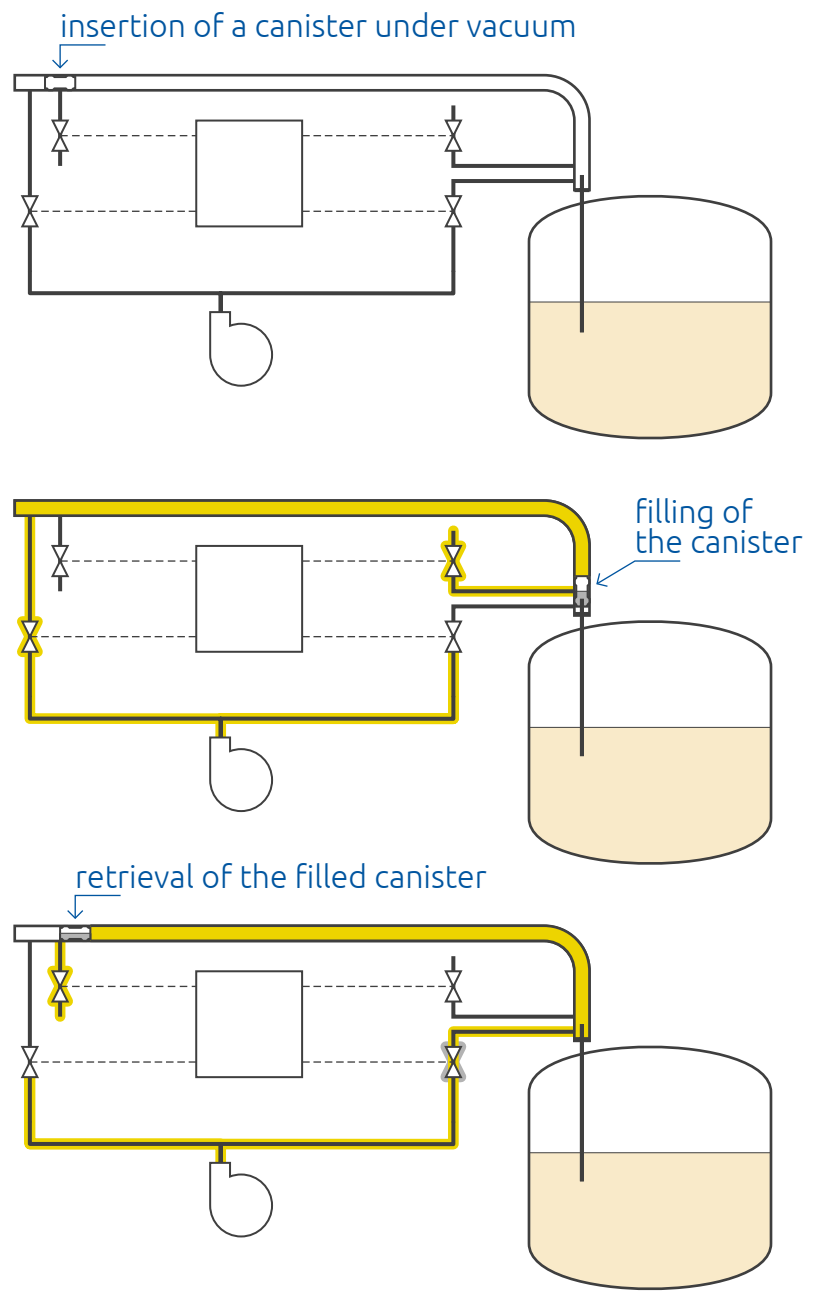 insertion of a canister under vacuum
filling of
the canister
retrieval of the filled canister